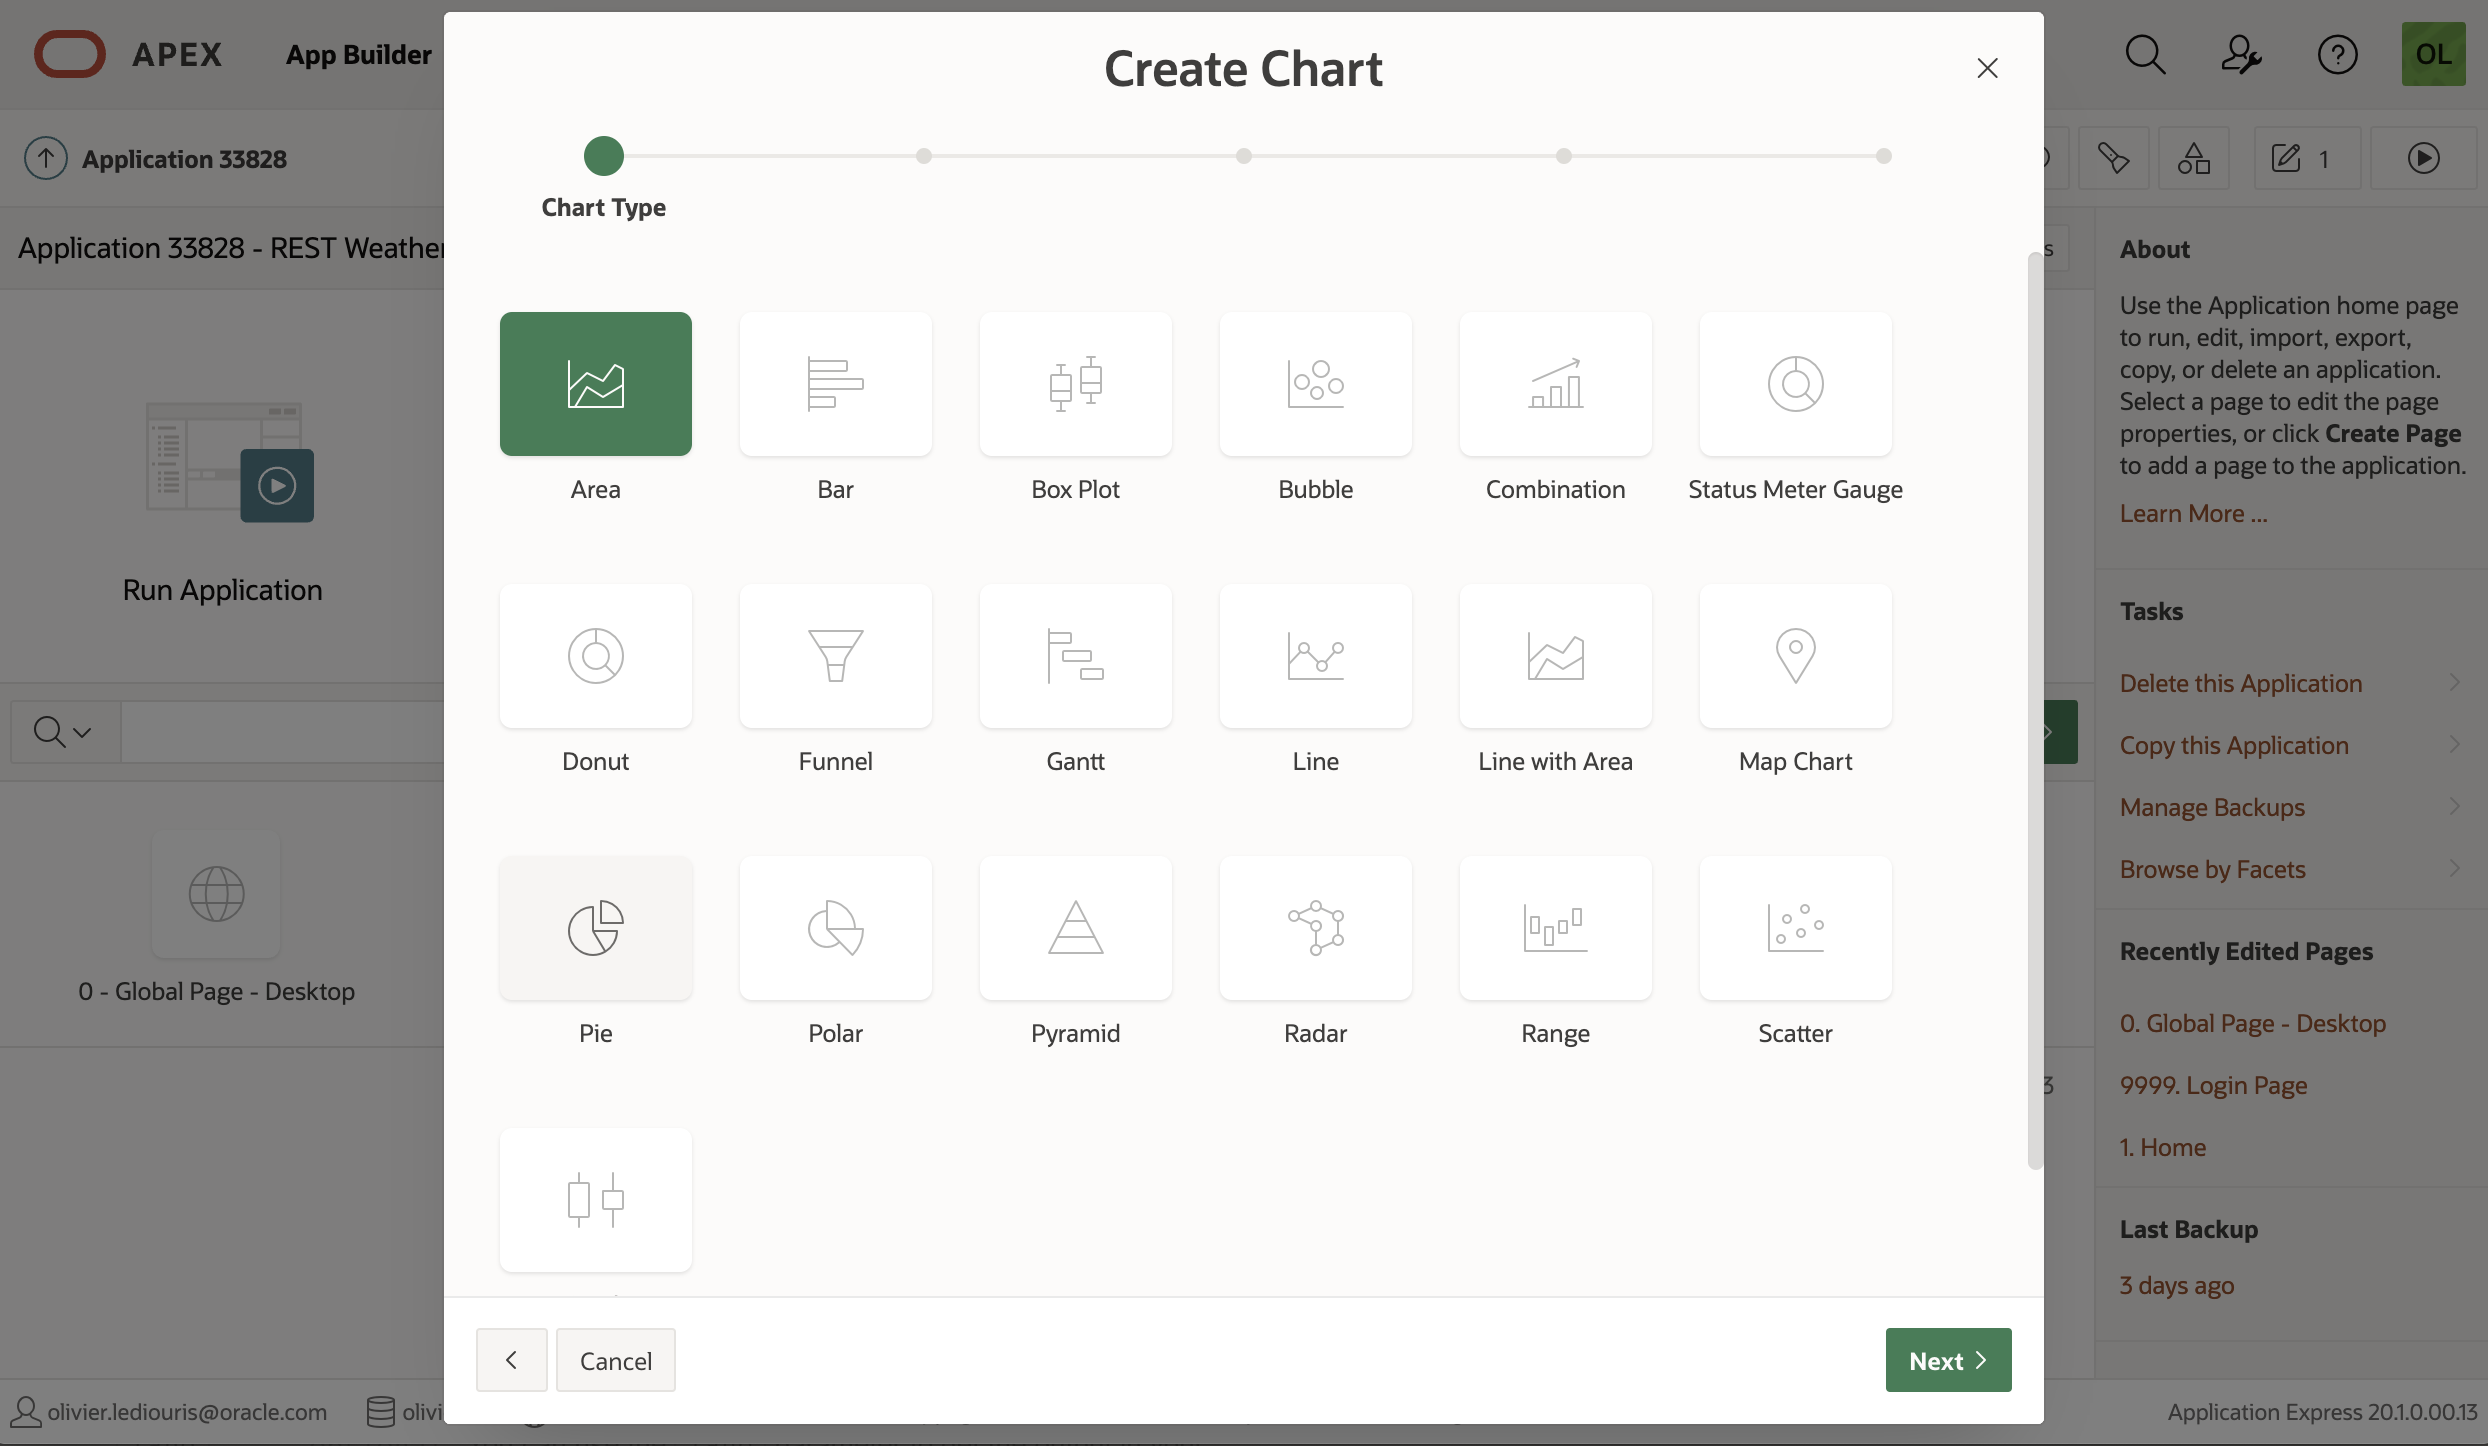 APEX
App Builder
OL
Application 33828
1
Application 33828 - REST Weather
Run Application
0 - Global Page - Desktop
Create Chart
Chart Type
Area
Bar
Box Plot
Bubble
Combination
Status Meter Gauge
Donut
Funnel
Gantt
Line
Line with Area
Map Chart
Pie
Polar
Pyramid
Radar
Range
Scatter
Cancel
Next
About
Use the Application home page
to run, edit, import, export,
copy, or delete an application.
Select a page to edit the page
properties, or click Create Page
to add a page to the application.
Learn More ...
Tasks
Delete this Application
Copy this Application
Manage Backups
Browse by Facets
Recently Edited Pages
0. Global Page - Desktop
9999. Login Page
1. Home
Last Backup
3 days ago
olivier.lediouris@oracle.com
olivi
Application Express 20.1.0.00.13